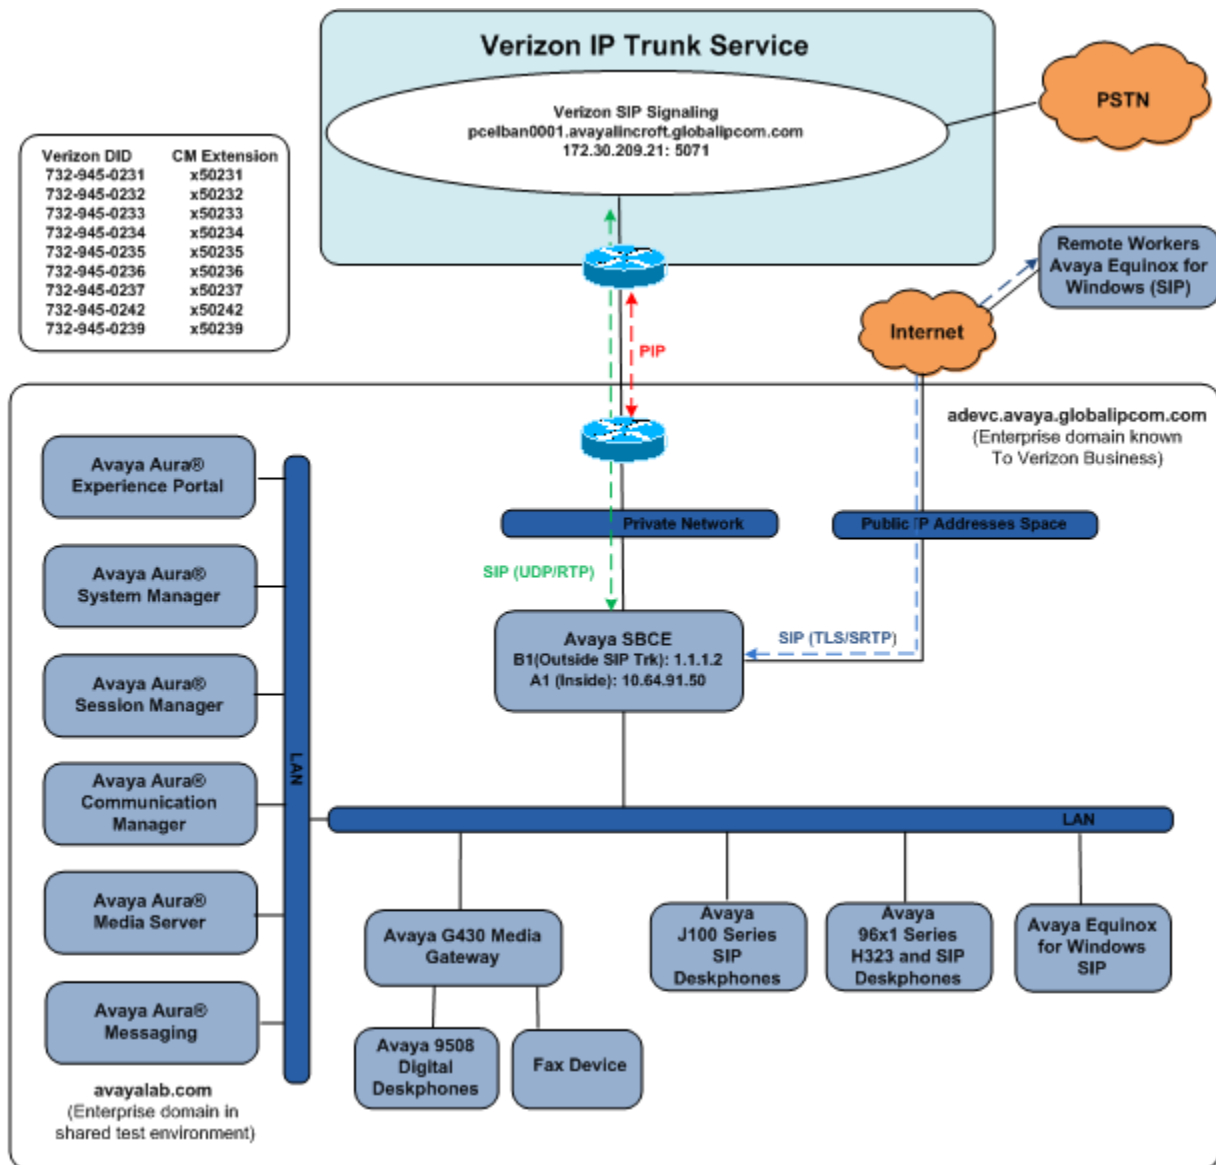 Verizon IP Trunk Service
Verizon SIP Signaling
pcelban0001.avayalincroft.globalipcom.com
172.30.209.21: 5071
PSTN
Verizon DID CM Extension
732-945-0231 x50231
732-945-0232 x50232
732-945-0233 x50233
732-945-0234 x50234
732-945-0235 x50235
732-945-0236 x50236
732-945-0237 x50237
732-945-0242 x50242
732-945-0239 x50239
Remote Workers
Avaya Equinox for
Windows (SIP)
Internet
PIP
adevc.avaya.globalipcom.com
(Enterprise domain known
To Verizon Business)
Avaya Aura®
Experience Portal
Avaya Aura®
System Manager
Avaya Aura®
Session Manager
Avaya Aura®
Communication
Manager
Avaya Aura®
Media Server
Avaya Aura®
Messaging
LAN
avayalab.com
(Enterprise domain in
shared test environment)
Private Network
Public IP Addresses Space
SIP (UDP/RTP)
SIP (TLS/SRTP)
Avaya SBCE
B1(Outside SIP Trk): 1.1.1.2
A1 (Inside): 10.64.91.50
LAN
Avaya G430 Media
Gateway
Avaya
J100 Series
SIP
Deskphones
Avaya
96x1 Series
H323 and SIP
Deskphones
Avaya Equinox
for Windows
SIP
Avaya 9508
Digital
Deskphones
Fax Device